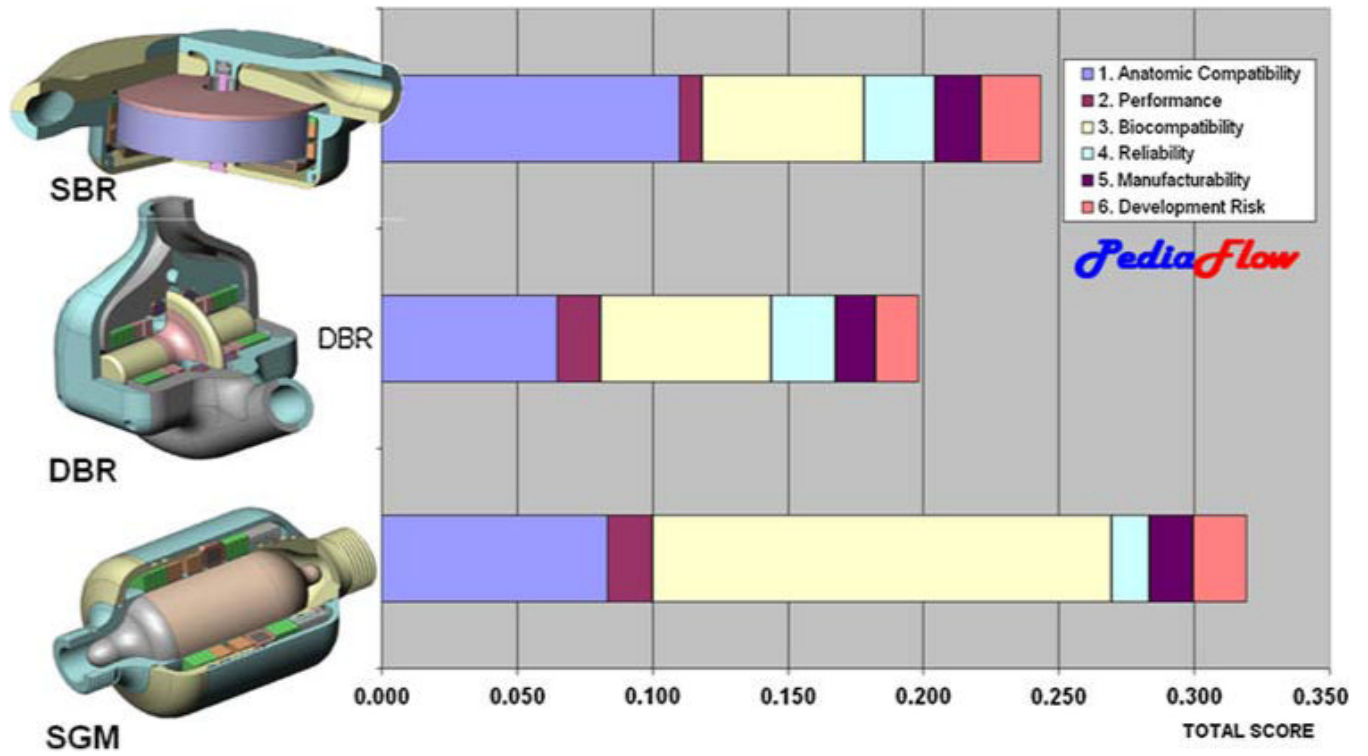 SBR
DBR
SGM
DBR
1. Anatomic Compatibility
2. Performance
3. Biocompatibility
4. Reliability
5. Manufacturability
6. Development Risk
PediaFlow
0.000 0.050 0.100 0.150 0.200 0.250 0.300 0.350
TOTAL SCORE